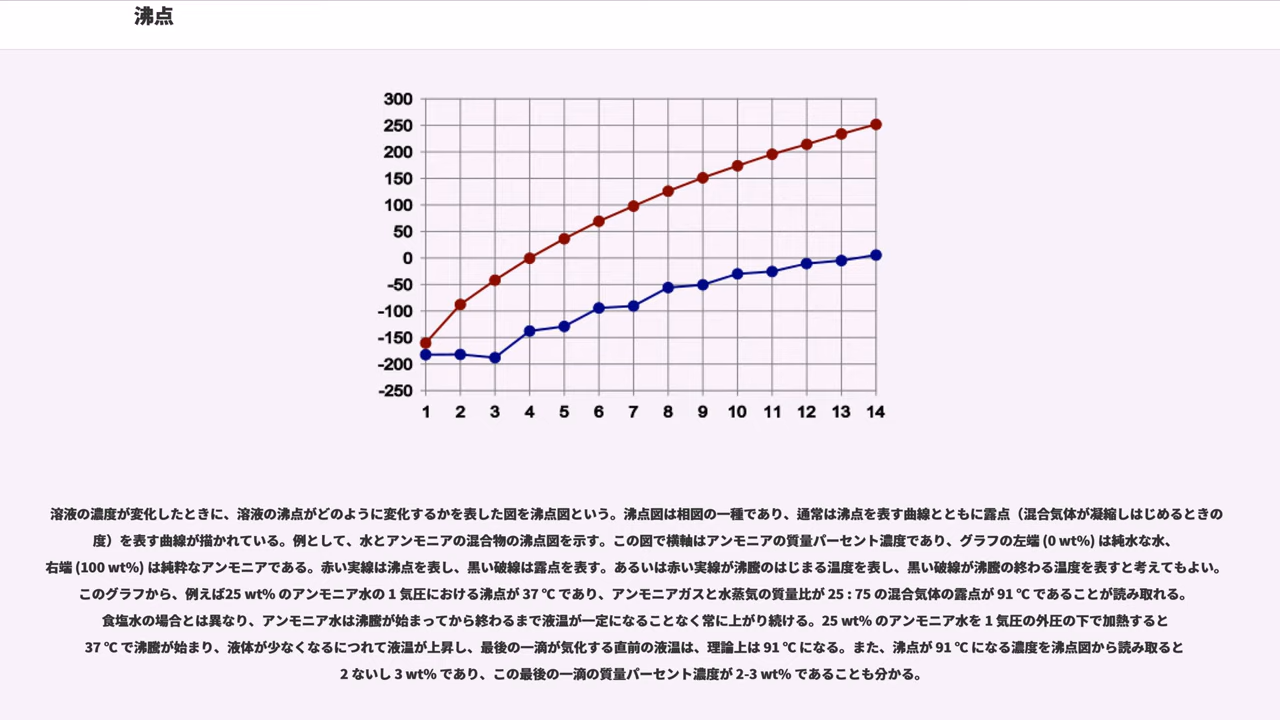 沸点
300
250
200
150
100
50
0
-50
-100
-150
-200
-250
1 2 3 4 5 6 7 8 9 10 11 12 13 14
溶液の濃度が変化したときに、溶液の沸点がどのように変化するかを表した図を沸点図という。沸点図は相図の一種であり、通常は沸点を表す曲線とともに露点（混合気体が凝縮しはじめるときの
度）を表す曲線が描かれている。例として、水とアンモニアの混合物の沸点図を示す。この図で横軸はアンモニアの質量パーセント濃度であり、グラフの左端 (0 wt%) は純水な水、
右端 (100 wt%) は純粋なアンモニアである。赤い実線は沸点を表し、黒い破線は露点を表す。あるいは赤い実線が沸騰のはじまる温度を表し、黒い破線が沸騰の終わる温度を表すと考えてもよい。
このグラフから、例えば25 wt% のアンモニア水の 1 気圧における沸点が 37 ℃ であり、アンモニアガスと水蒸気の質量比が 25 : 75 の混合気体の露点が 91 ℃ であることが読み取れる。
食塩水の場合とは異なり、アンモニア水は沸騰が始まってから終わるまで液温が一定になることなく常に上がり続ける。25 wt% のアンモニア水を 1 気圧の外圧の下で加熱すると
37 ℃ で沸騰が始まり、液体が少なくなるにつれて液温が上昇し、最後の一滴が気化する直前の液温は、理論上は 91 ℃ になる。また、沸点が 91 ℃ になる濃度を沸点図から読み取ると
2 ないし 3 wt% であり、この最後の一滴の質量パーセント濃度が 2-3 wt% であることも分かる。